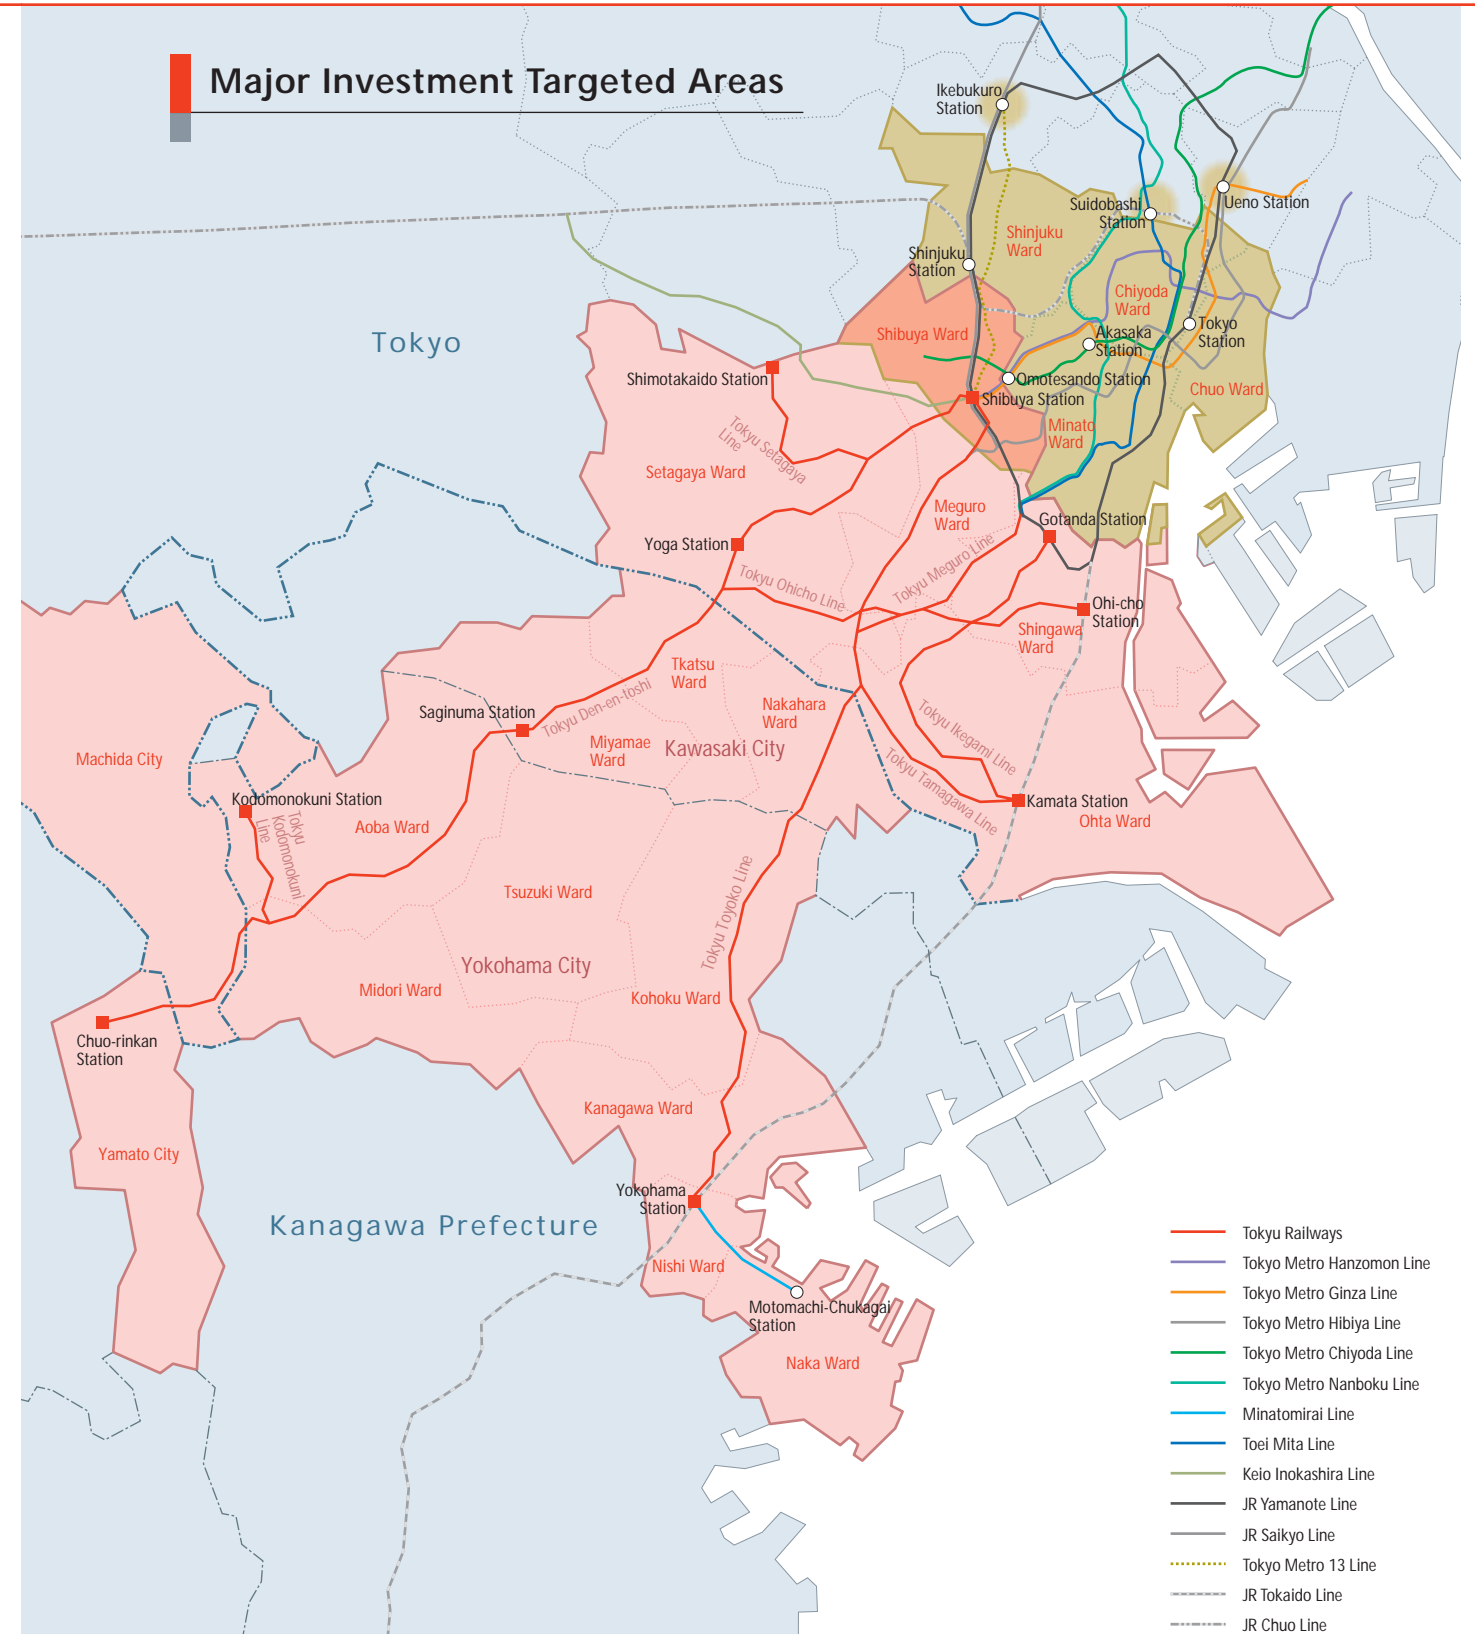 Major Investment Targeted Areas
Ikebukuro
Station
Suidobashi
Station
Ueno Station
Shinjuku
Ward
Shinjuku
Station
Chiyoda
Ward
Tokyo
Shibuya Ward
Akasaka
Station
Tokyo
Station
Shimotakaido Station
Omotesando Station
Shibuya Station
Chuo Ward
Tokyu Setagaya
Line
Minato
Ward
Setagaya Ward
Meguro
Ward
Gotanda Station
Yoga Station
Tokyu Meguro Line
Tokyu Ohicho Line
Ohi-cho
Station
Shingawa
Ward
Tkatsu
Ward
Saginuma Station
Tokyu Den-en-toshi
Nakahara
Ward
Tokyu Ikegami Line
Miyamae
Ward
Kawasaki City
Machida City
Tokyu Tamagawa Line
Kodomonokuni Station
Kamata Station
Ohta Ward
Tokyu
Kodomonokuni
Line
Aoba Ward
Tsuzuki Ward
Tokyu Toyoko Line
Yokohama City
Midori Ward
Kohoku Ward
Chuo-rinkan
Station
Kanagawa Ward
Yamato City
Yokohama
Station
Kanagawa Prefecture
Nishi Ward
Motomachi-Chukagai
Station
Naka Ward
Tokyu Railways
Tokyo Metro Hanzomon Line
Tokyo Metro Ginza Line
Tokyo Metro Hibiya Line
Tokyo Metro Chiyoda Line
Tokyo Metro Nanboku Line
Minatomirai Line
Toei Mita Line
Keio Inokashira Line
JR Yamanote Line
JR Saikyo Line
Tokyo Metro 13 Line
JR Tokaido Line
JR Chuo Line